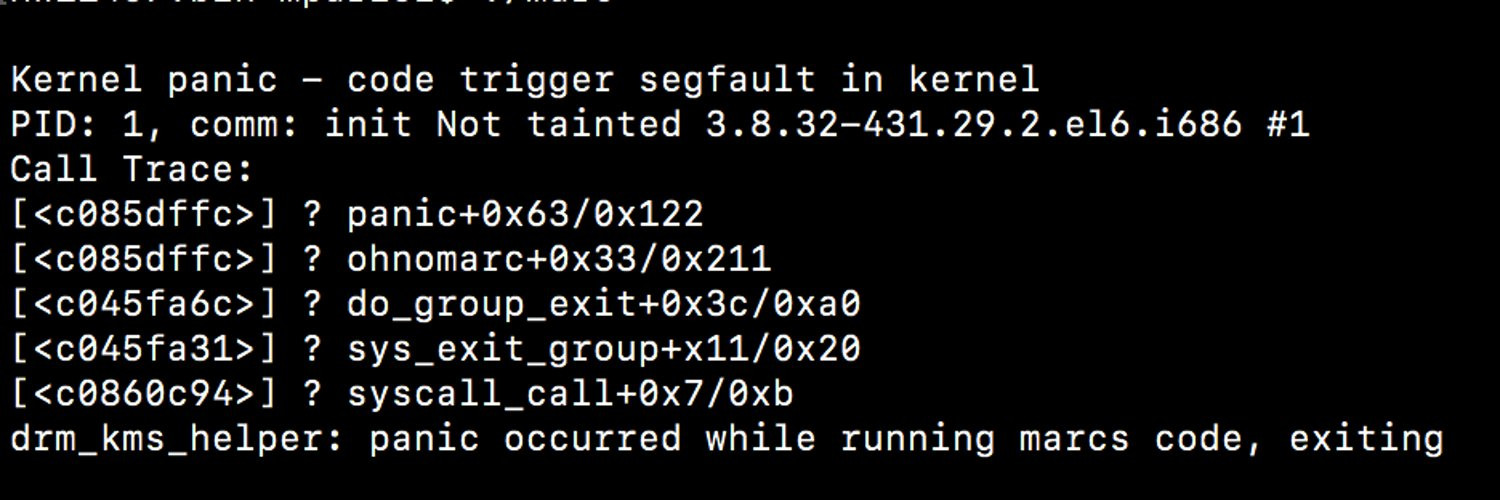 Kernel panic – code trigger segfault in kernel
PID: 1, comm: init Not tainted 3.8.32–431.29.2.el6.i686 #1
Call Trace:
[<c085dffc>] ? panic+0x63/0x122
[<c085dffc>] ? ohnomarc+0x33/0x211
[<c045fa6c>] ? do_group_exit+0x3c/0xa0
[<c045fa31>] ? sys_exit_group+x11/0x20
[<c0860c94>] ? syscall_call+0x7/0xb
drm_kms_helper: panic occurred while running marcs code, exiting